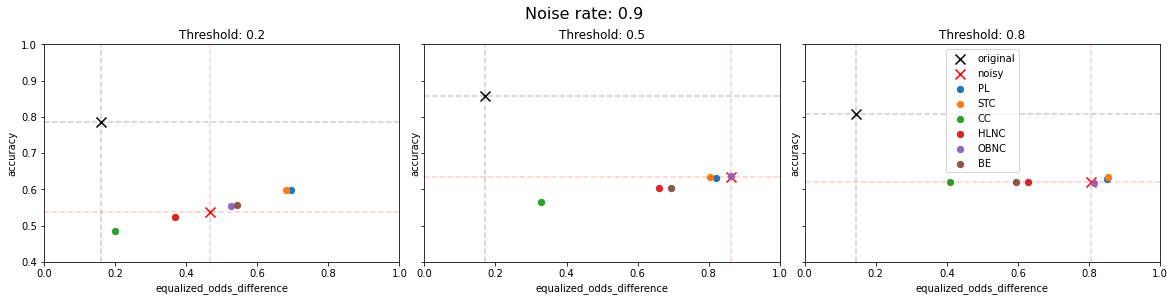 Noise rate: 0.9
Threshold: 0.2
accuracy
1.0
0.9
0.8
0.7
0.6
0.5
0.4
0.0 0.2 0.4 0.6 0.8 1.0
equalized_odds_difference
Threshold: 0.5
accuracy
0.0 0.2 0.4 0.6 0.8 1.0
equalized_odds_difference
Threshold: 0.8
accuracy
original
noisy
PL
STC
CC
HLNC
OBNC
BE
0.0 0.2 0.4 0.6 0.8 1.0
equalized_odds_difference